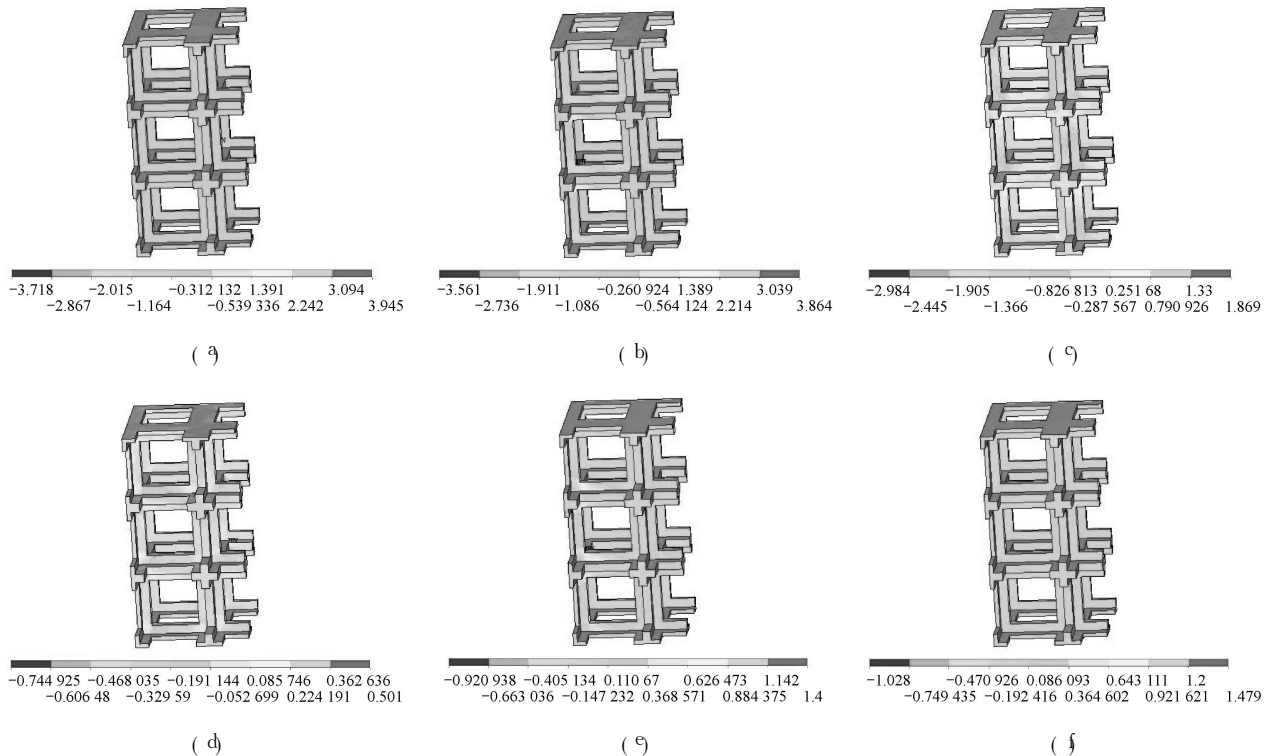 −3.718 −2.015 −0.312 132 1.391 3.094
−2.867 −1.164 −0.539 336 2.242 3.945
( a)
−3.561 −1.911 −0.260 924 1.389 3.039
−2.736 −1.086 −0.564 124 2.214 3.864
( b)
−2.984 −1.905 −0.826 813 0.251 68 1.33
−2.445 −1.366 −0.287 567 0.790 926 1.869
( c)
−0.744 925 −0.468 035 −0.191 144 0.085 746 0.362 636
−0.606 48 −0.329 59 −0.052 699 0.224 191 0.501
( d)
−0.920 938 −0.405 134 0.110 67 0.626 473 1.142
−0.663 036 −0.147 232 0.368 571 0.884 375 1.4
( e)
−1.028 −0.470 926 0.086 093 0.643 111 1.2
−0.749 435 −0.192 416 0.364 602 0.921 621 1.479
( f)